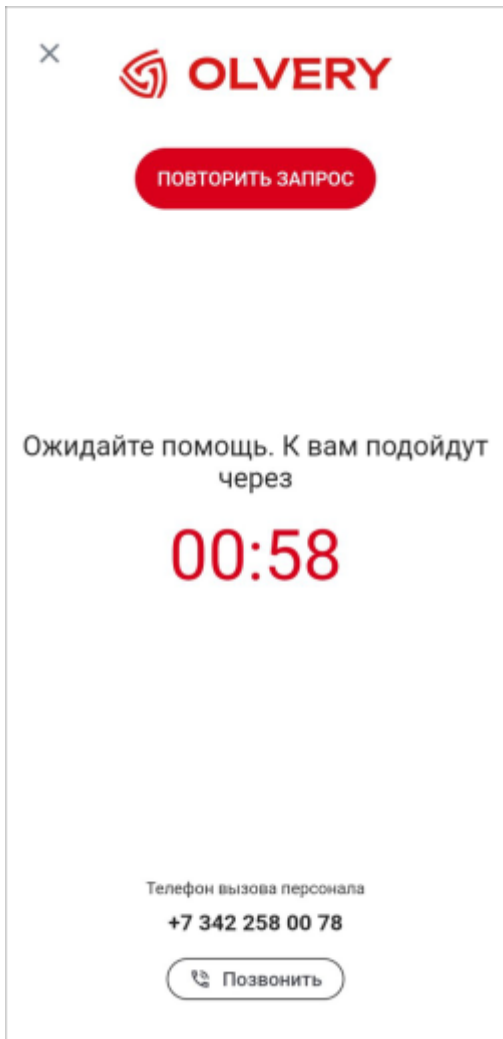 OLVERY
ПОВТОРИТЬ ЗАПРОС
Ожидайте помощь. К вам подойдут
через
00:58
Телефон вызова персонала
+7 342 258 00 78
Позвонить